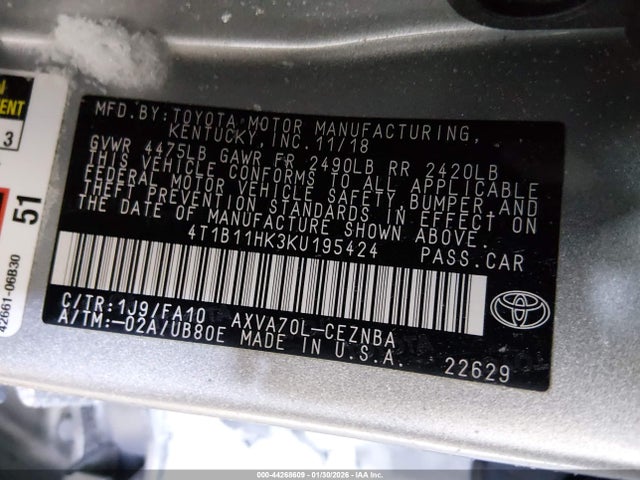 MFD.BY:TOYOTA MOTOR MANUFACTURING,
KENTUCKY,INC. 11/18
GVWR 4475LB GAWR FR 2490LB RR 2420LB
THIS VEHICLE CONFORMS TO ALL APPLICABLE
FEDERAL MOTOR VEHICLE SAFETY,BUMPER,AND
THEFT PREVENTION STANDARDS IN EFFECT ON
THE DATE OF MANUFACTURE SHOWN ABOVE.
4T1B11HK3KU195424 PASS.CAR
C/TR:1J9/FA10 AXVA70L-CEZNBA
A/TM:-02A/UB80E MADE IN U.S.A.
22629
TOYOTA
3
51
42661-06B30
000-44268609 | 01/30/2026 | IAA, Inc.